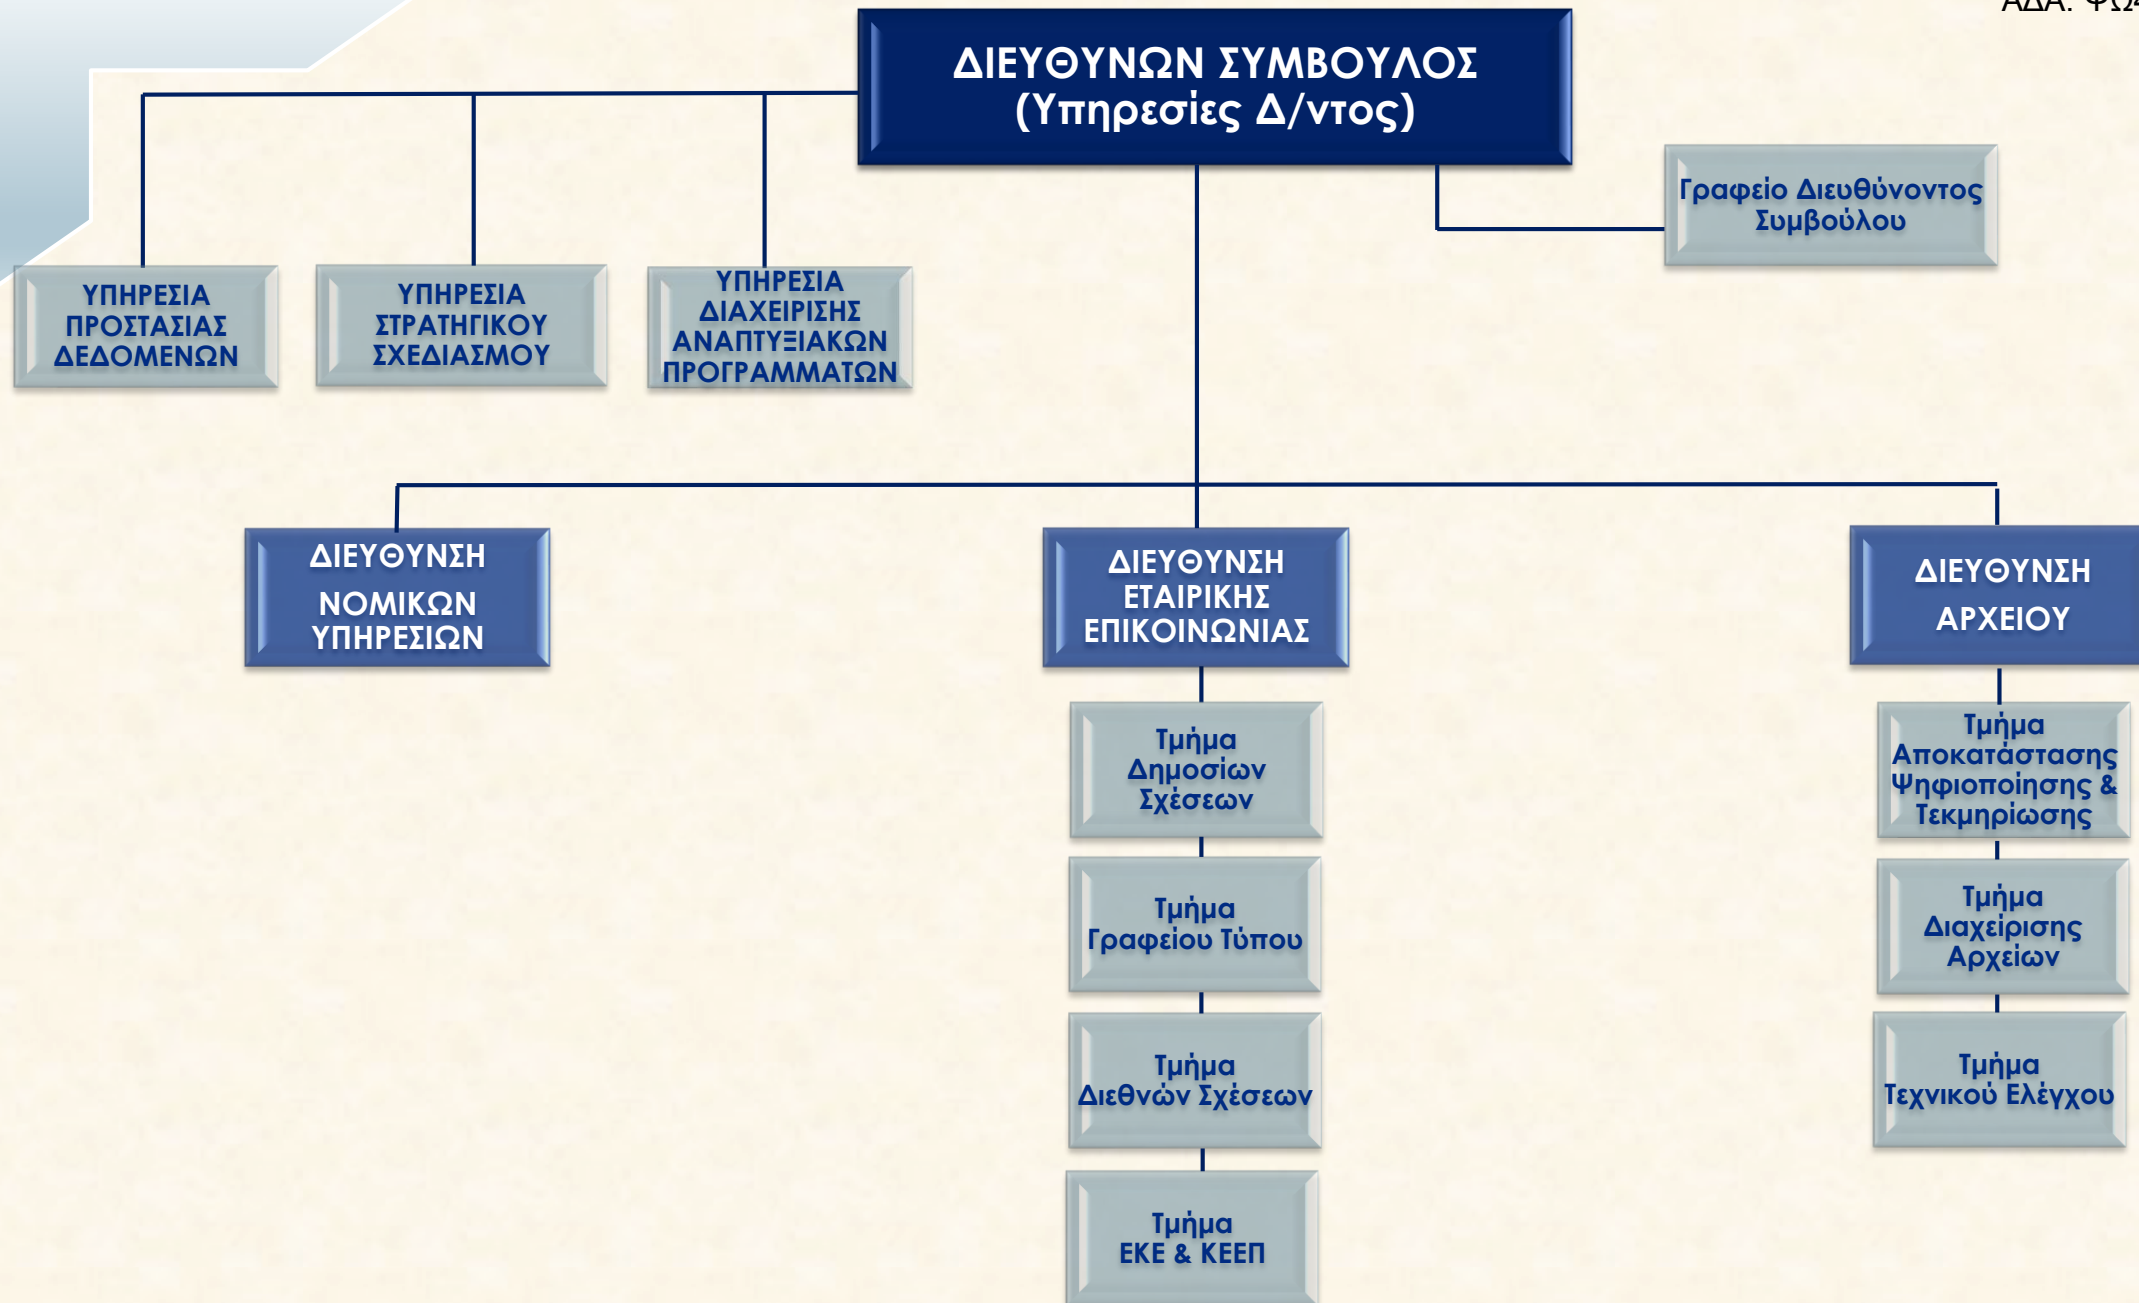 ΑΔΑ:
ΔΙΕΥΘΥΝΩΝ ΣΥΜΒΟΥΛΟΣ
(Υπηρεσίες Δ/ντος)
Γραφείο Διευθύνοντος
Συμβούλου
ΥΠΗΡΕΣΙΑ
ΠΡΟΣΤΑΣΙΑΣ
ΔΕΔΟΜΕΝΩΝ
ΥΠΗΡΕΣΙΑ
ΣΤΡΑΤΗΓΙΚΟΥ
ΣΧΕΔΙΑΣΜΟΥ
ΥΠΗΡΕΣΙΑ
ΔΙΑΧΕΙΡΙΣΗΣ
ΑΝΑΠΤΥΞΙΑΚΩΝ
ΠΡΟΓΡΑΜΜΑΤΩΝ
ΔΙΕΥΘΥΝΣΗ
ΝΟΜΙΚΩΝ
ΥΠΗΡΕΣΙΩΝ
ΔΙΕΥΘΥΝΣΗ
ΕΤΑΙΡΙΚΗΣ
ΕΠΙΚΟΙΝΩΝΙΑΣ
Τμήμα
Δημοσίων
Σχέσεων
Τμήμα
Γραφείου Τύπου
Τμήμα
Διεθνών Σχέσεων
Τμήμα
ΕΚΕ & ΚΕΕΠ
ΔΙΕΥΘΥΝΣΗ
ΑΡΧΕΙΟΥ
Τμήμα
Αποκατάστασης
Ψηφιοποίησης &
Τεκμηρίωσης
Τμήμα
Διαχείρισης
Αρχείων
Τμήμα
Τεχνικού Ελέγχου